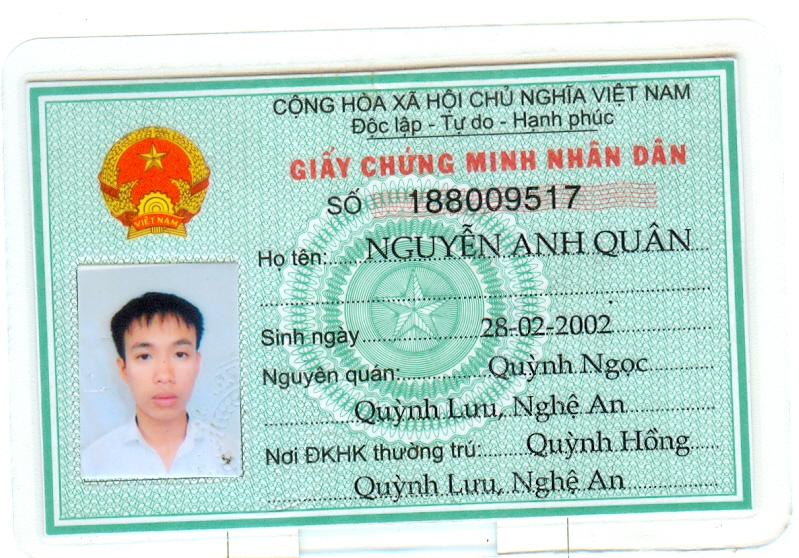 CỘNG HÒA XÃ HỘI CHỦ NGHĨA VIỆT NAM
Độc lập - Tự do - Hạnh phúc
GIẤY CHỨNG MINH NHÂN DÂN
SỐ 188009517
VIỆT NAM
Họ tên: NGUYỄN ANH QUÂN
Sinh ngày 28-02-2002
Nguyên quán: Quỳnh Ngọc
Quỳnh Lưu, Nghệ An
Nơi ĐKHK thường trú: Quỳnh Hồng
Quỳnh Lưu, Nghệ An